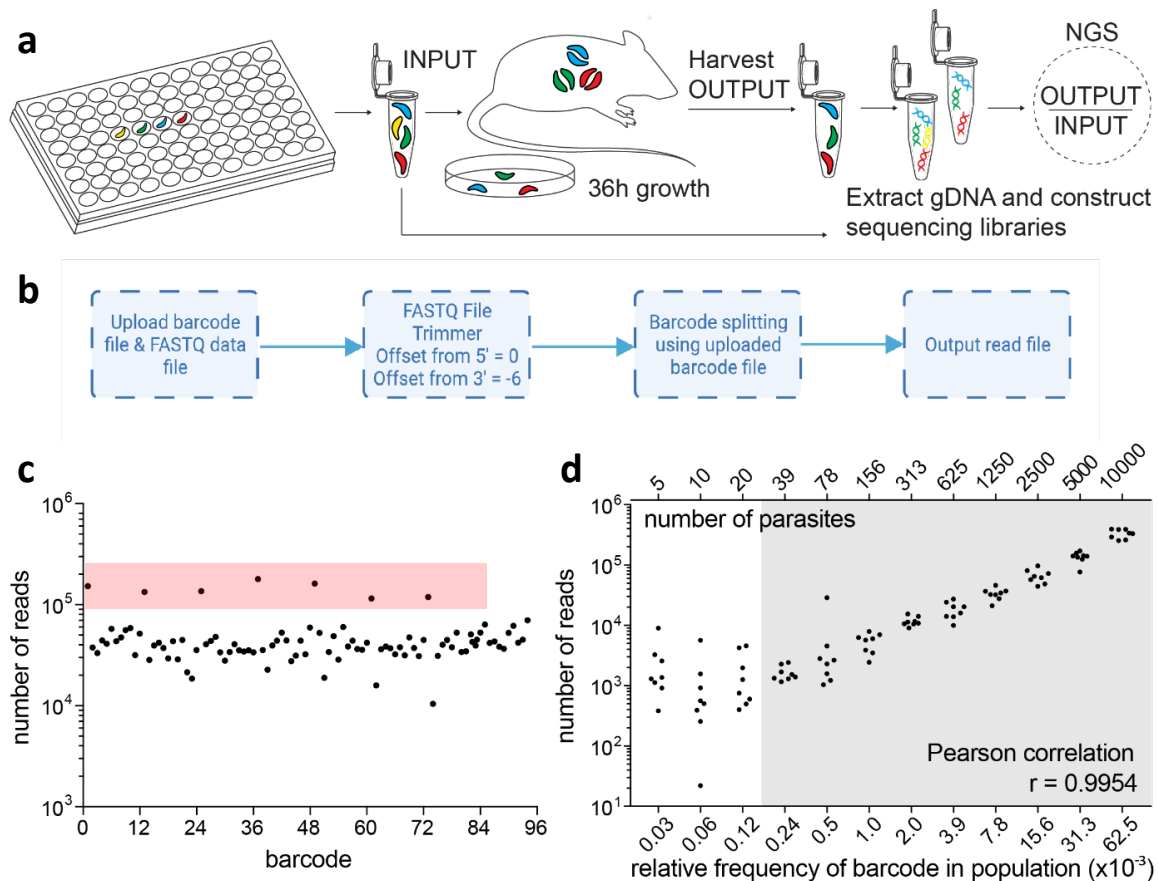 a
INPUT
Harvest
OUTPUT
NGS
OUTPUT
INPUT
36h growth
Extract gDNA and construct
sequencing libraries
b
Upload barcode
file & FASTQ data
file
FASTQ File
Trimmer
Offset from 5' = 0
Offset from 3' = -6
Barcode splitting
using uploaded
barcode file
Output read file
c
number of reads
10^6
10^5
10^4
10^3
0 12 24 36 48 60 72 84 96
barcode
d
5 10 20 39 78 156 313 625 1250 2500 5000 10000
number of parasites
number of reads
10^6
10^5
10^4
10^3
10^2
10^1
Pearson correlation
r = 0.9954
0.03 0.06 0.12 0.24 0.5 1.0 2.0 3.9 7.8 15.6 31.3 62.5
relative frequency of barcode in population (x10^-3)